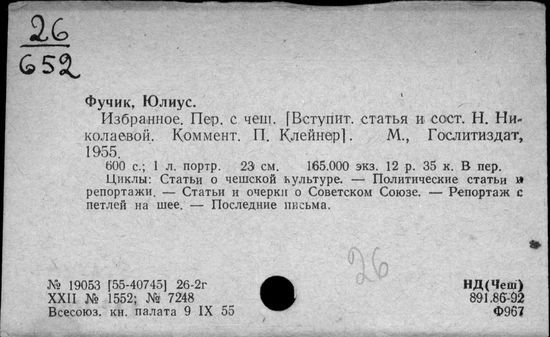 26
652
Фучик, Юлиус.
Избранное. Пер. с чеш. [Вступит. статья и сост. Н. Ни-
колаевой. Коммент. П. Клейнер]. М., Гослитиздат,
1955.
600 с.; 1 л. портр. 23 см. 165.000 экз. 12 р. 35 к. В пер.
Циклы: Статьи о чешской культуре. — Политические статьи и
репортажи. — Статьи и очерки о Советском Союзе. — Репортаж с
петлей на шее. — Последние письма.
26
№ 19053 [55-40745] 26-2г
XXII № 1552; № 7248
Всесоюз. кн. палата 9 IX 55
НД(Чеш)
891.86-92
Ф967